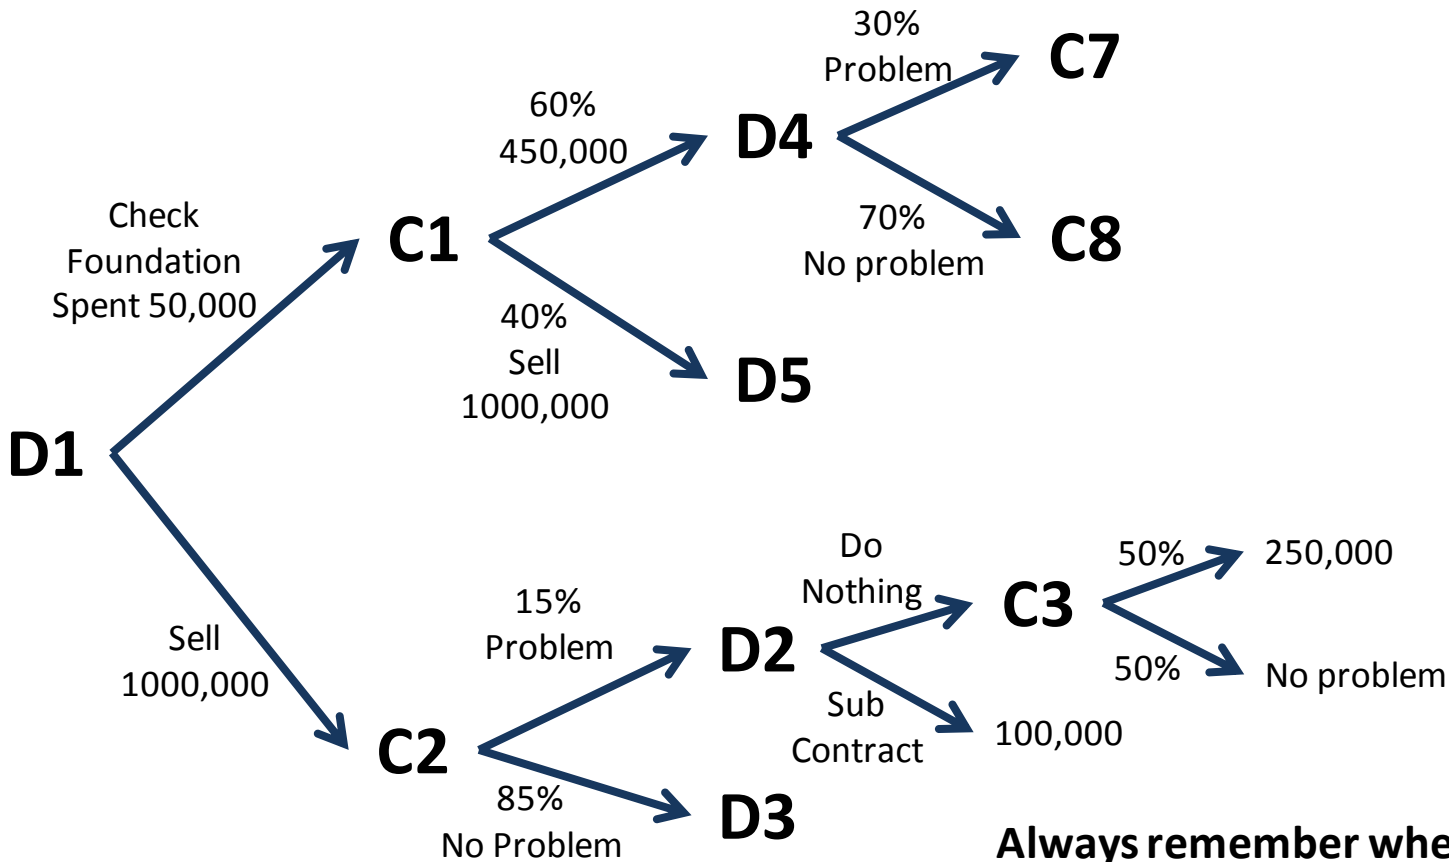 30%
Problem
C7
60%
450,000
D4
70%
No problem
C8
Check
Foundation
Spent 50,000
C1
40%
Sell
1000,000
D5
D1
Do
Nothing
50%
250,000
15%
Problem
C3
D2
50%
No problem
Sell
1000,000
Sub
Contract
100,000
C2
85%
No Problem
D3
Always remember whe